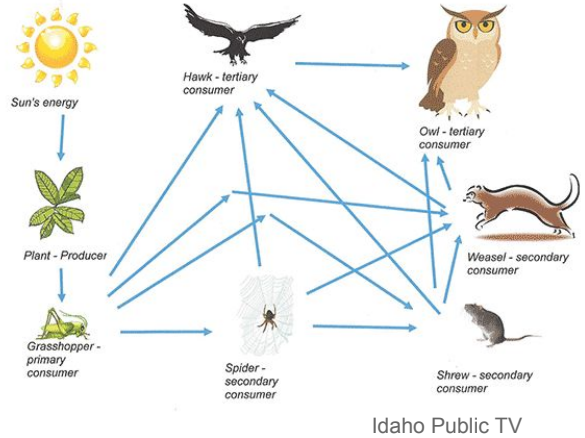 Sun's energy
Hawk - tertiary
consumer
Owl - tertiary
consumer
Plant - Producer
Weasel - secondary
consumer
Grasshopper -
primary
consumer
Spider -
secondary
consumer
Shrew - secondary
consumer
Idaho Public TV